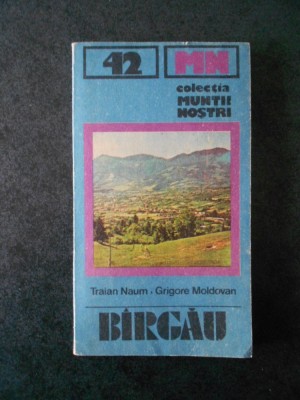 42 MN
colecția
MUNȚII
NOȘTRI
Traian Naum · Grigore Moldovan
BÎRGĂU